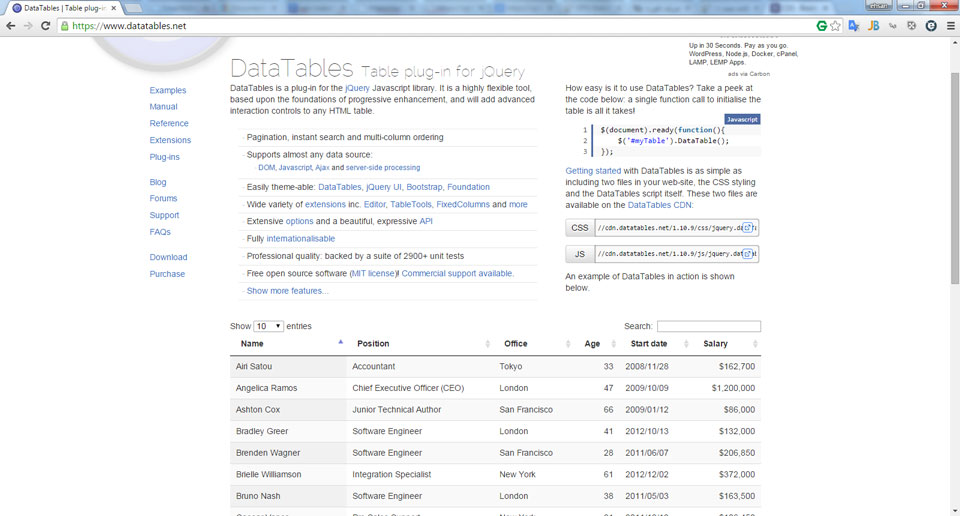 DataTables | Table plug-in
ehsan
https://www.datatables.net
Up in 30 Seconds. Pay as you go.
WordPress, Node.js, Docker, cPanel,
LAMP, LEMP Apps.
ads via Carbon
DataTables Table plug-in for jQuery
DataTables is a plug-in for the jQuery Javascript library. It is a highly flexible tool,
based upon the foundations of progressive enhancement, and will add advanced
interaction controls to any HTML table.
Examples
Manual
Reference
Extensions
Plug-ins
Blog
Forums
Support
FAQs
Download
Purchase
Pagination, instant search and multi-column ordering
Supports almost any data source:
DOM, Javascript, Ajax and server-side processing
Easily theme-able: DataTables, jQuery UI, Bootstrap, Foundation
Wide variety of extensions inc. Editor, TableTools, FixedColumns and more
Extensive options and a beautiful, expressive API
Fully internationalisable
Professional quality: backed by a suite of 2900+ unit tests
Free open source software (MIT license)! Commercial support available.
Show more features...
How easy is it to use DataTables? Take a peek at
the code below: a single function call to initialise the
table is all it takes!
Javascript
1 $(document).ready(function(){
2 $('#myTable').DataTable();
3 });
Getting started with DataTables is as simple as
including two files in your web-site, the CSS styling
and the DataTables script itself. These two files are
available on the DataTables CDN:
CSS //cdn.datatables.net/1.10.9/css/jquery.da
JS //cdn.datatables.net/1.10.9/js/jquery.dat
An example of DataTables in action is shown
below.
Show 10 entries Search:
Name Position Office Age Start date Salary
Airi Satou Accountant Tokyo 33 2008/11/28 $162,700
Angelica Ramos Chief Executive Officer (CEO) London 47 2009/10/09 $1,200,000
Ashton Cox Junior Technical Author San Francisco 66 2009/01/12 $86,000
Bradley Greer Software Engineer London 41 2012/10/13 $132,000
Brenden Wagner Software Engineer San Francisco 28 2011/06/07 $206,850
Brielle Williamson Integration Specialist New York 61 2012/12/02 $372,000
Bruno Nash Software Engineer London 38 2011/05/03 $163,500